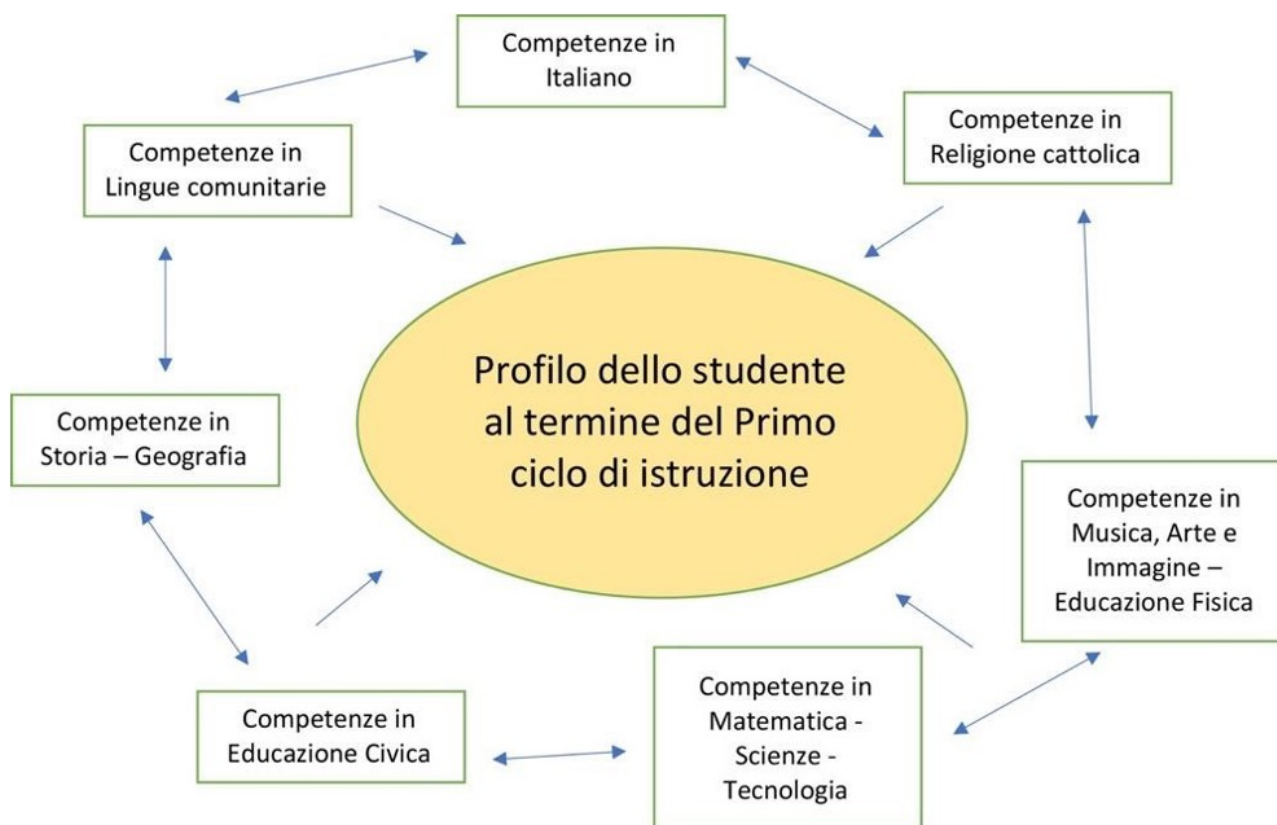 Competenze in
Italiano
Competenze in
Religione cattolica
Competenze in
Lingue comunitarie
Profilo dello studente
al termine del Primo
ciclo di istruzione
Competenze in
Storia – Geografia
Competenze in
Musica, Arte e
Immagine –
Educazione Fisica
Competenze in
Matematica -
Scienze -
Tecnologia
Competenze in
Educazione Civica